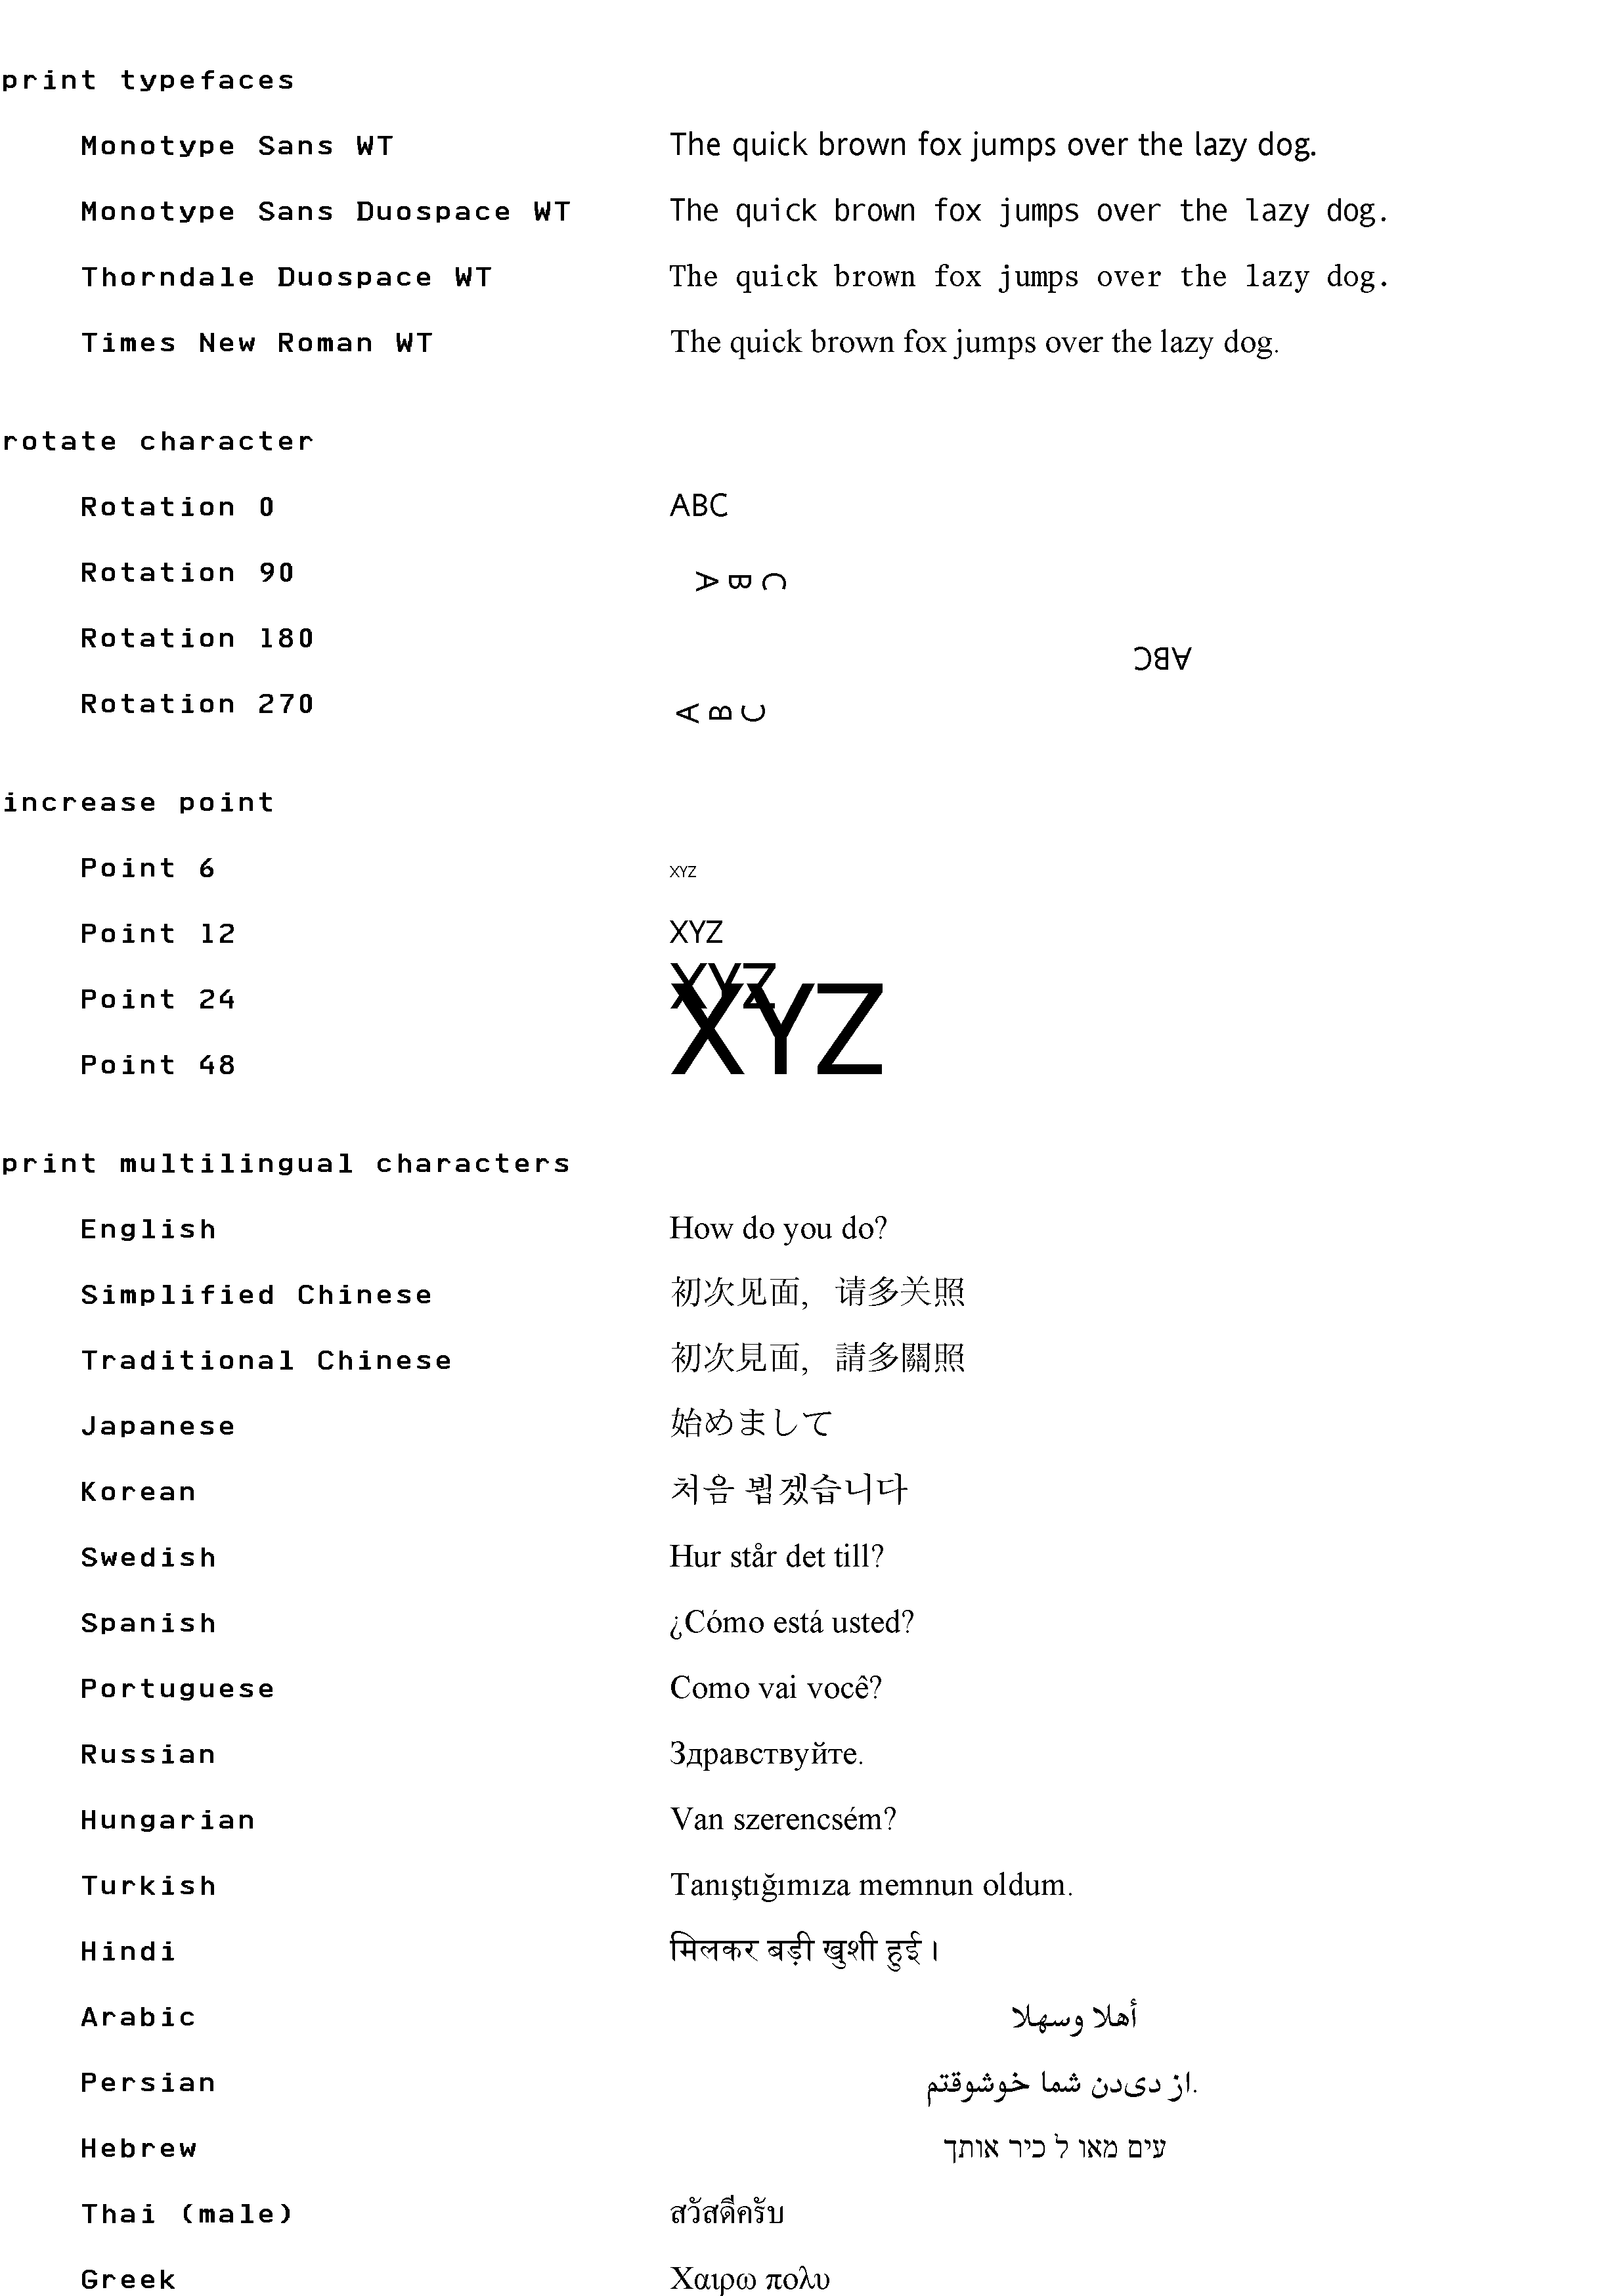 print typefaces
Monotype Sans WT The quick brown fox jumps over the lazy dog.
Monotype Sans Duospace WT The quick brown fox jumps over the lazy dog.
Thorndale Duospace WT The quick brown fox jumps over the lazy dog.
Times New Roman WT The quick brown fox jumps over the lazy dog.
rotate character
Rotation 0 ABC
Rotation 90 ABC
Rotation 180 ABC
Rotation 270 ABC
increase point
Point 6 XYZ
Point 12 XYZ
Point 24 XYZ
Point 48 XYZ
print multilingual characters
English How do you do?
Simplified Chinese 初次见面，请多关照
Traditional Chinese 初次見面，請多關照
Japanese 始めまして
Korean 처음 뵙겠습니다
Swedish Hur står det till?
Spanish ¿Cómo está usted?
Portuguese Como vai você?
Russian Здравствуйте.
Hungarian Van szerencsém?
Turkish Tanıştığımıza memnun oldum.
Hindi मिलकर बड़ी खुशी हुई।
Arabic أهلا وسهلا
Persian .از دیدن شما خوشوقتم
Hebrew עים מאו ל כיר אותך
Thai (male) สวัสดีครับ
Greek Χαιρω πολυ